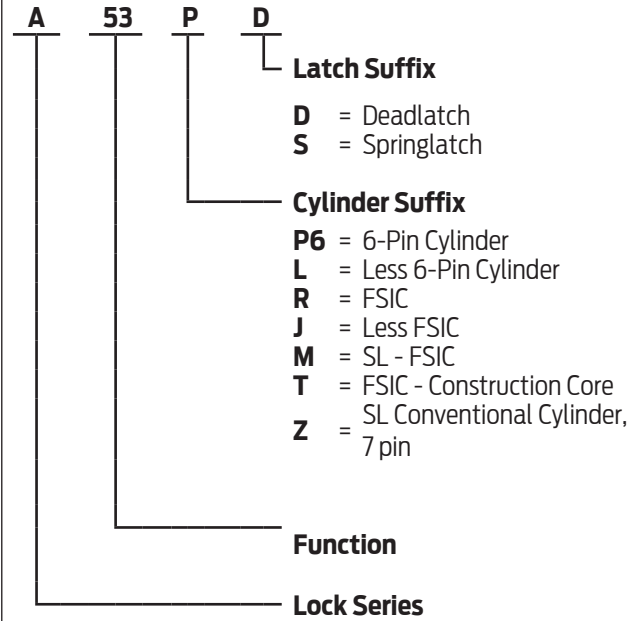 A 53 P D
Latch Suffix
D = Deadlatch
S = Springlatch
Cylinder Suffix
P6 = 6-Pin Cylinder
L = Less 6-Pin Cylinder
R = FSIC
J = Less FSIC
M = SL - FSIC
T = FSIC - Construction Core
Z = SL Conventional Cylinder,
7 pin
Function
Lock Series